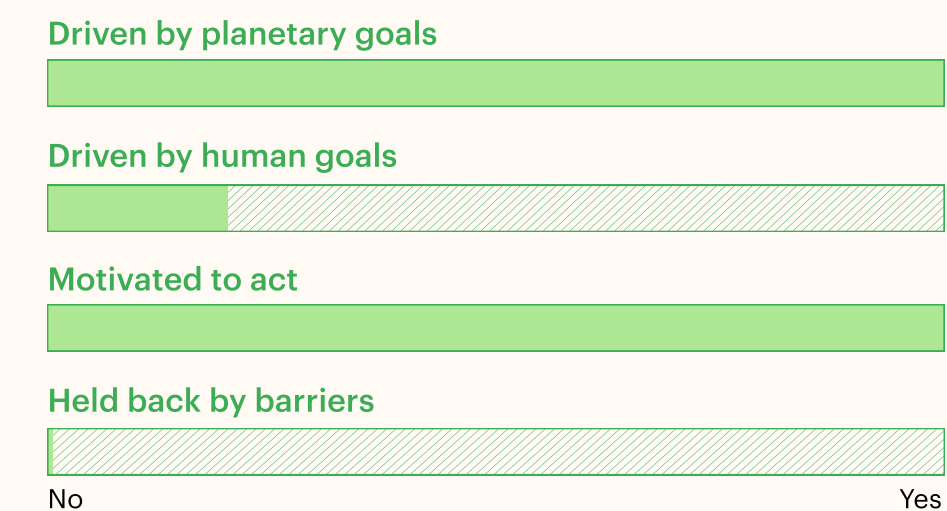 Driven by planetary goals
Driven by human goals
Motivated to act
Held back by barriers
No Yes